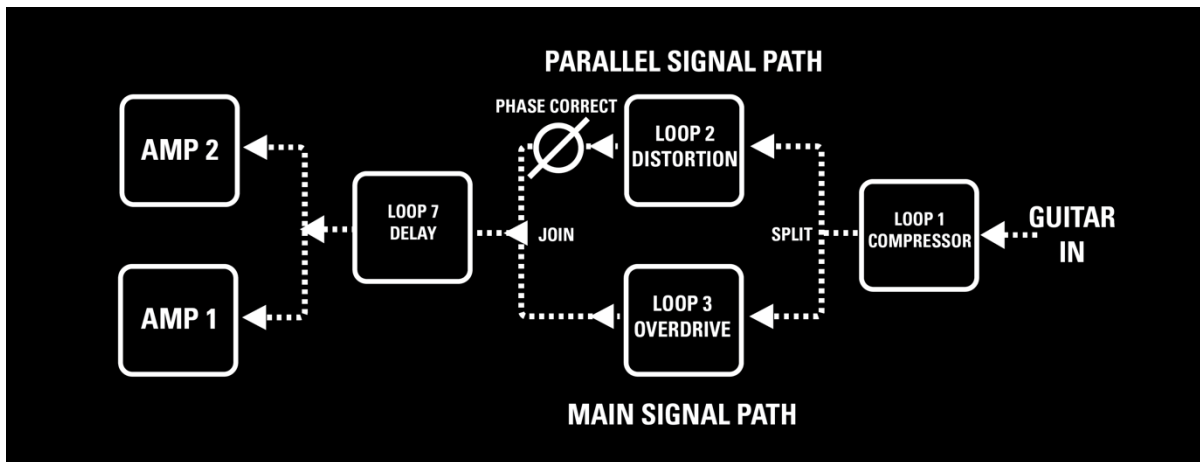 PARALLEL SIGNAL PATH
PHASE CORRECT
AMP 2
LOOP 2
DISTORTION
LOOP 7
DELAY
JOIN
SPLIT
LOOP 1
COMPRESSOR
GUITAR
IN
AMP 1
LOOP 3
OVERDRIVE
MAIN SIGNAL PATH